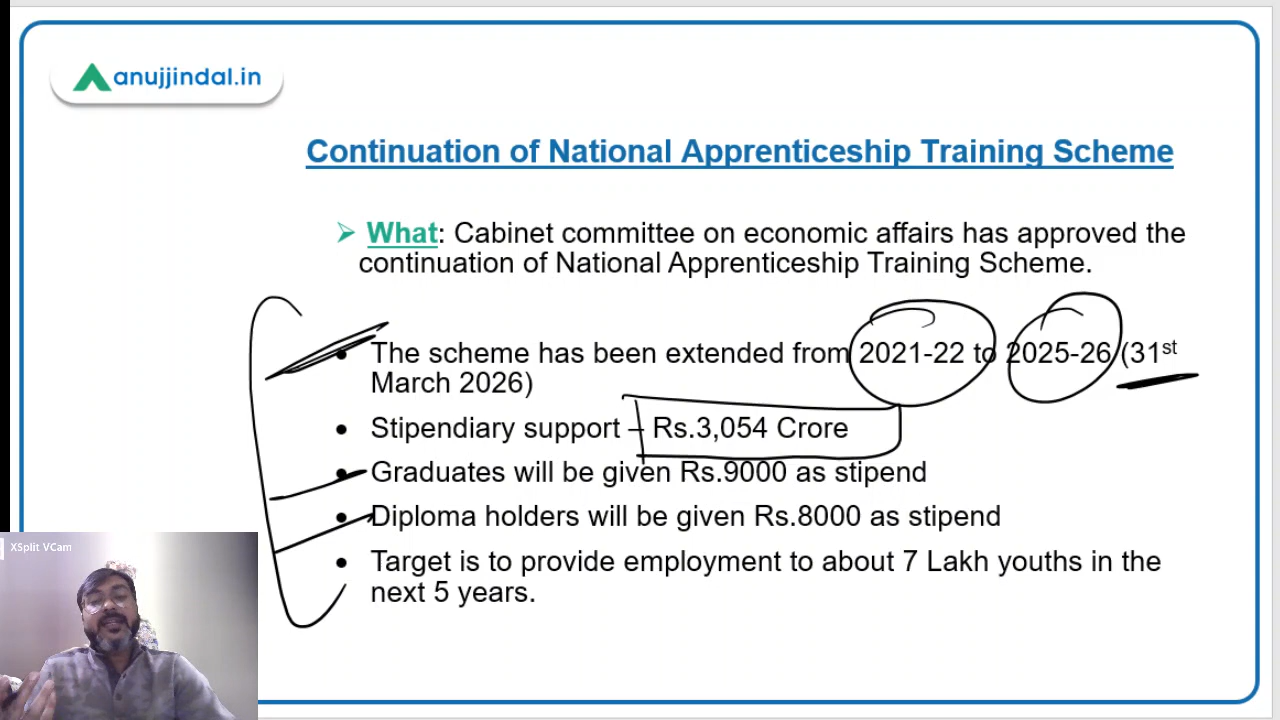 anujjindal.in
Continuation of National Apprenticeship Training Scheme
➢ What: Cabinet committee on economic affairs has approved the
continuation of National Apprenticeship Training Scheme.
• The scheme has been extended from 2021-22 to 2025-26 (31st
March 2026)
• Stipendiary support – Rs.3,054 Crore
• Graduates will be given Rs.9000 as stipend
• Diploma holders will be given Rs.8000 as stipend
• Target is to provide employment to about 7 Lakh youths in the
next 5 years.
XSplit VCam